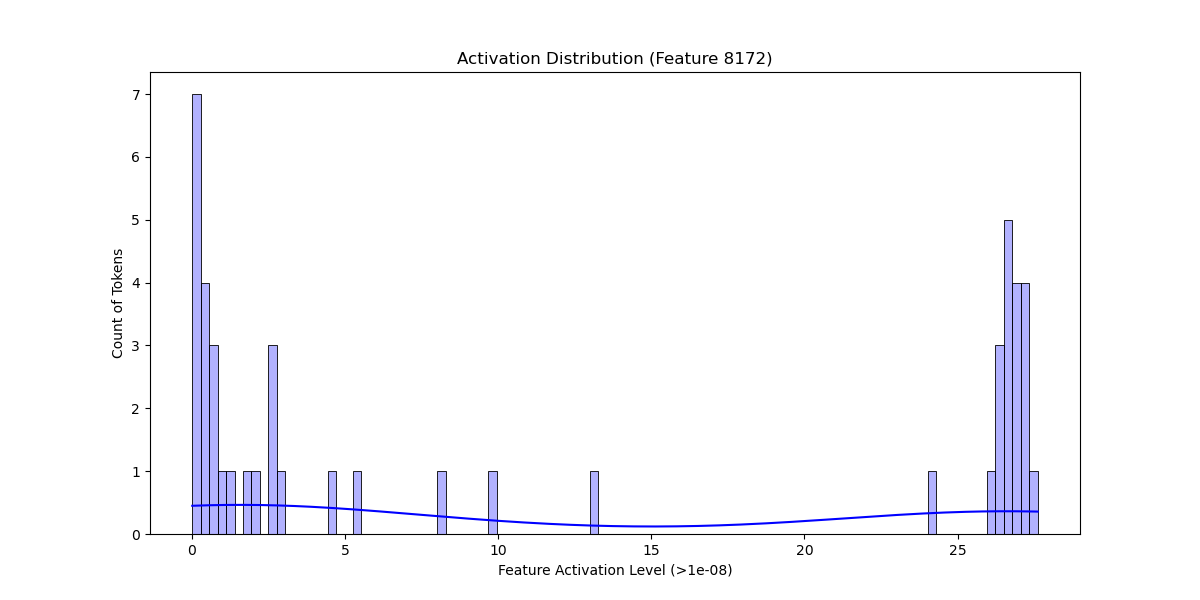 Activation Distribution (Feature 8172)
7
6
5
4
3
2
1
0
Count of Tokens
0 5 10 15 20 25
Feature Activation Level (>1e-08)